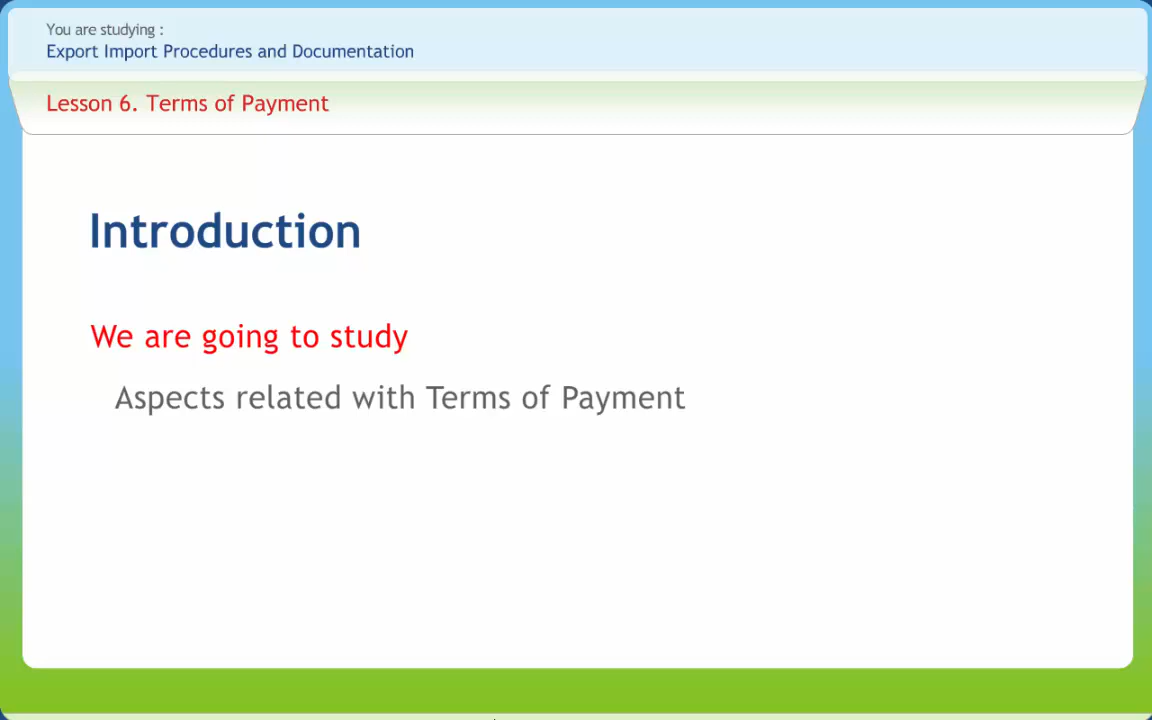 You are studying :
Export Import Procedures and Documentation
Lesson 6. Terms of Payment
Introduction
We are going to study
Aspects related with Terms of Payment